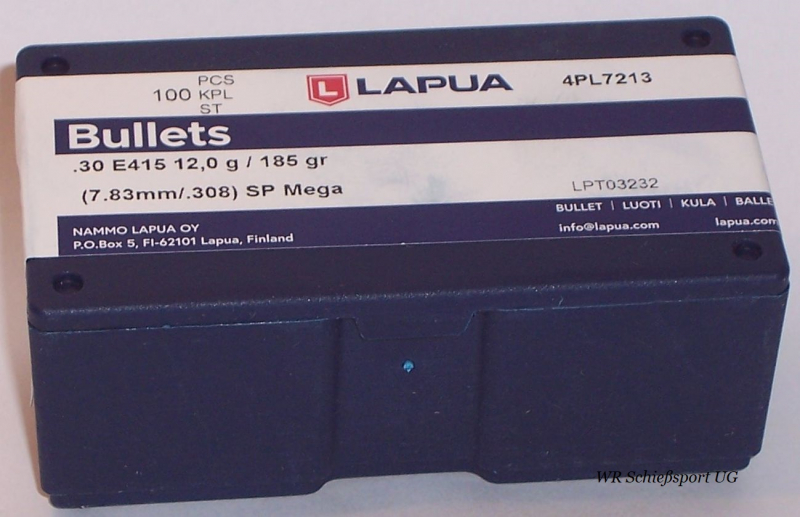 100 PCS KPL ST
L LAPUA
4PL7213
Bullets
.30 E415 12,0 g / 185 gr
(7.83mm/.308) SP Mega
LPT03232
BULLET | LUOTI | KULA | BALLE
NAMMO LAPUA OY
P.O.Box 5, FI-62101 Lapua, Finland
info@lapua.com
lapua.com
WR Schießsport UG